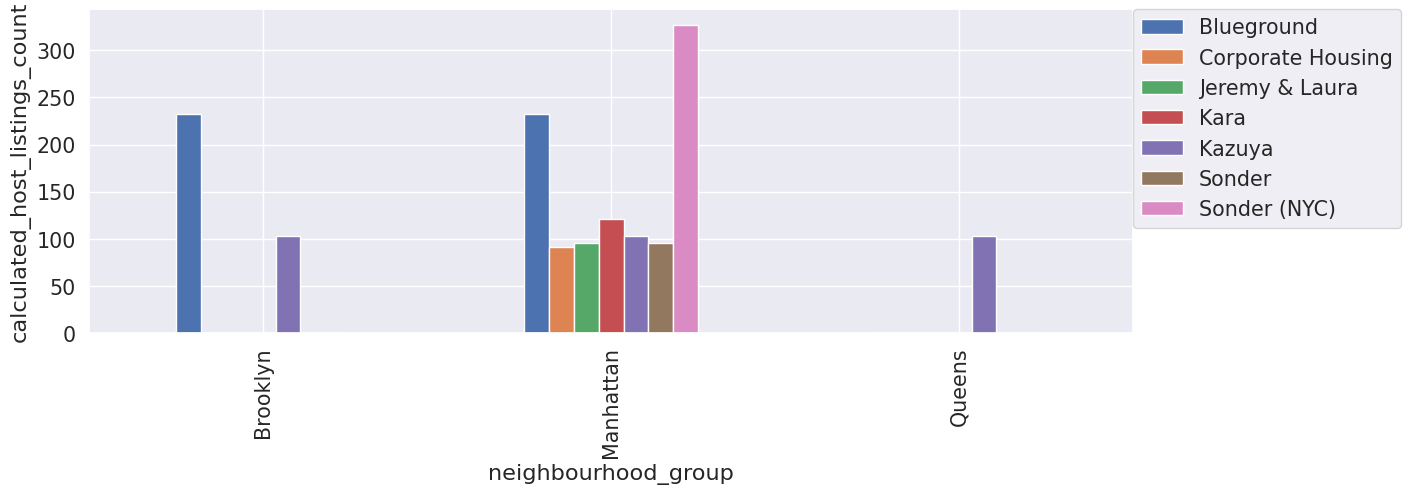 calculated_host_listings_count
300
250
200
150
100
50
0
Brooklyn
Manhattan
Queens
neighbourhood_group
Blueground
Corporate Housing
Jeremy & Laura
Kara
Kazuya
Sonder
Sonder (NYC)